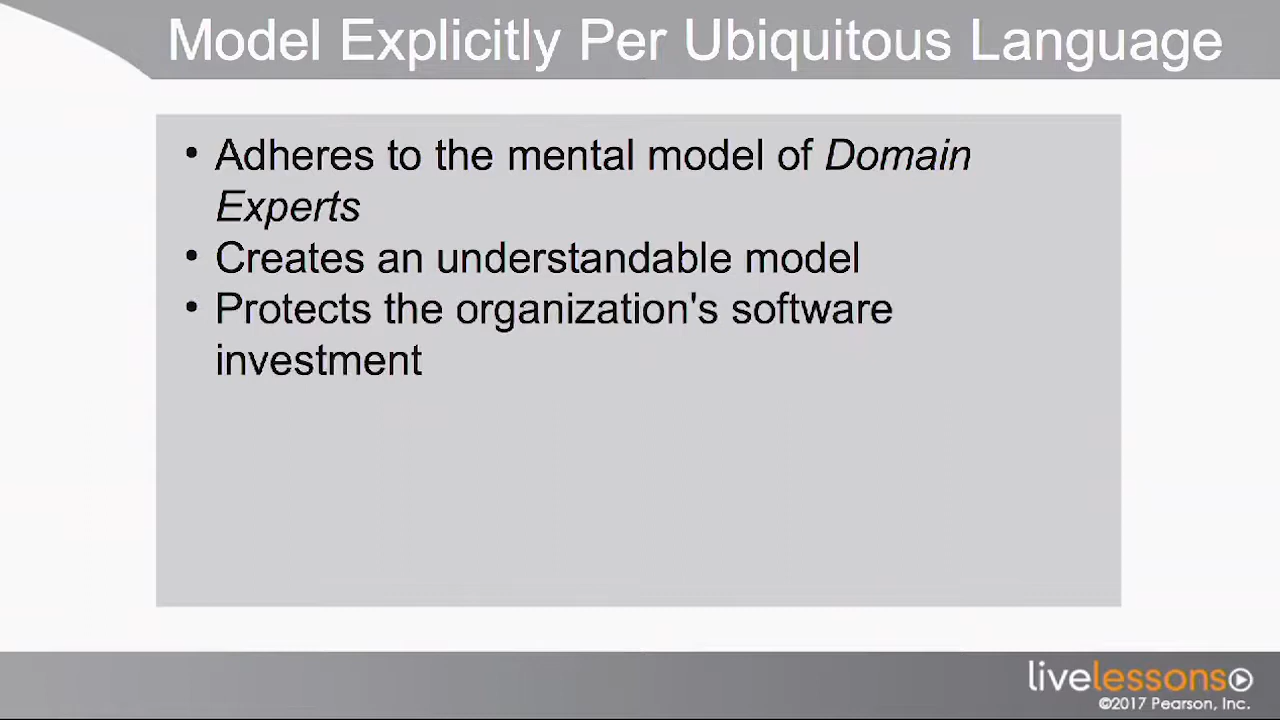 Model Explicitly Per Ubiquitous Language
• Adheres to the mental model of Domain
Experts
• Creates an understandable model
• Protects the organization's software
investment
livelessons
©2017 Pearson, Inc.